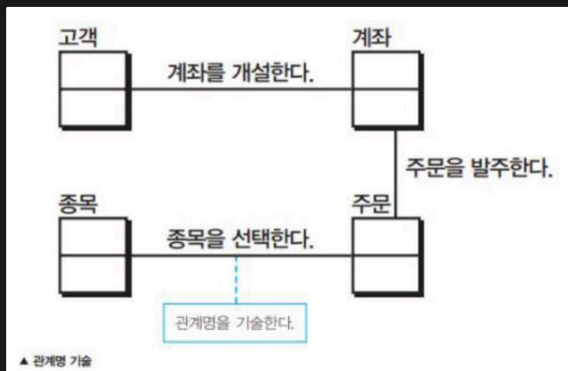 고객
계좌
계좌를 개설한다.
주문을 발주한다.
종목
주문
종목을 선택한다.
관계명을 기술한다.
▲ 관계명 기술